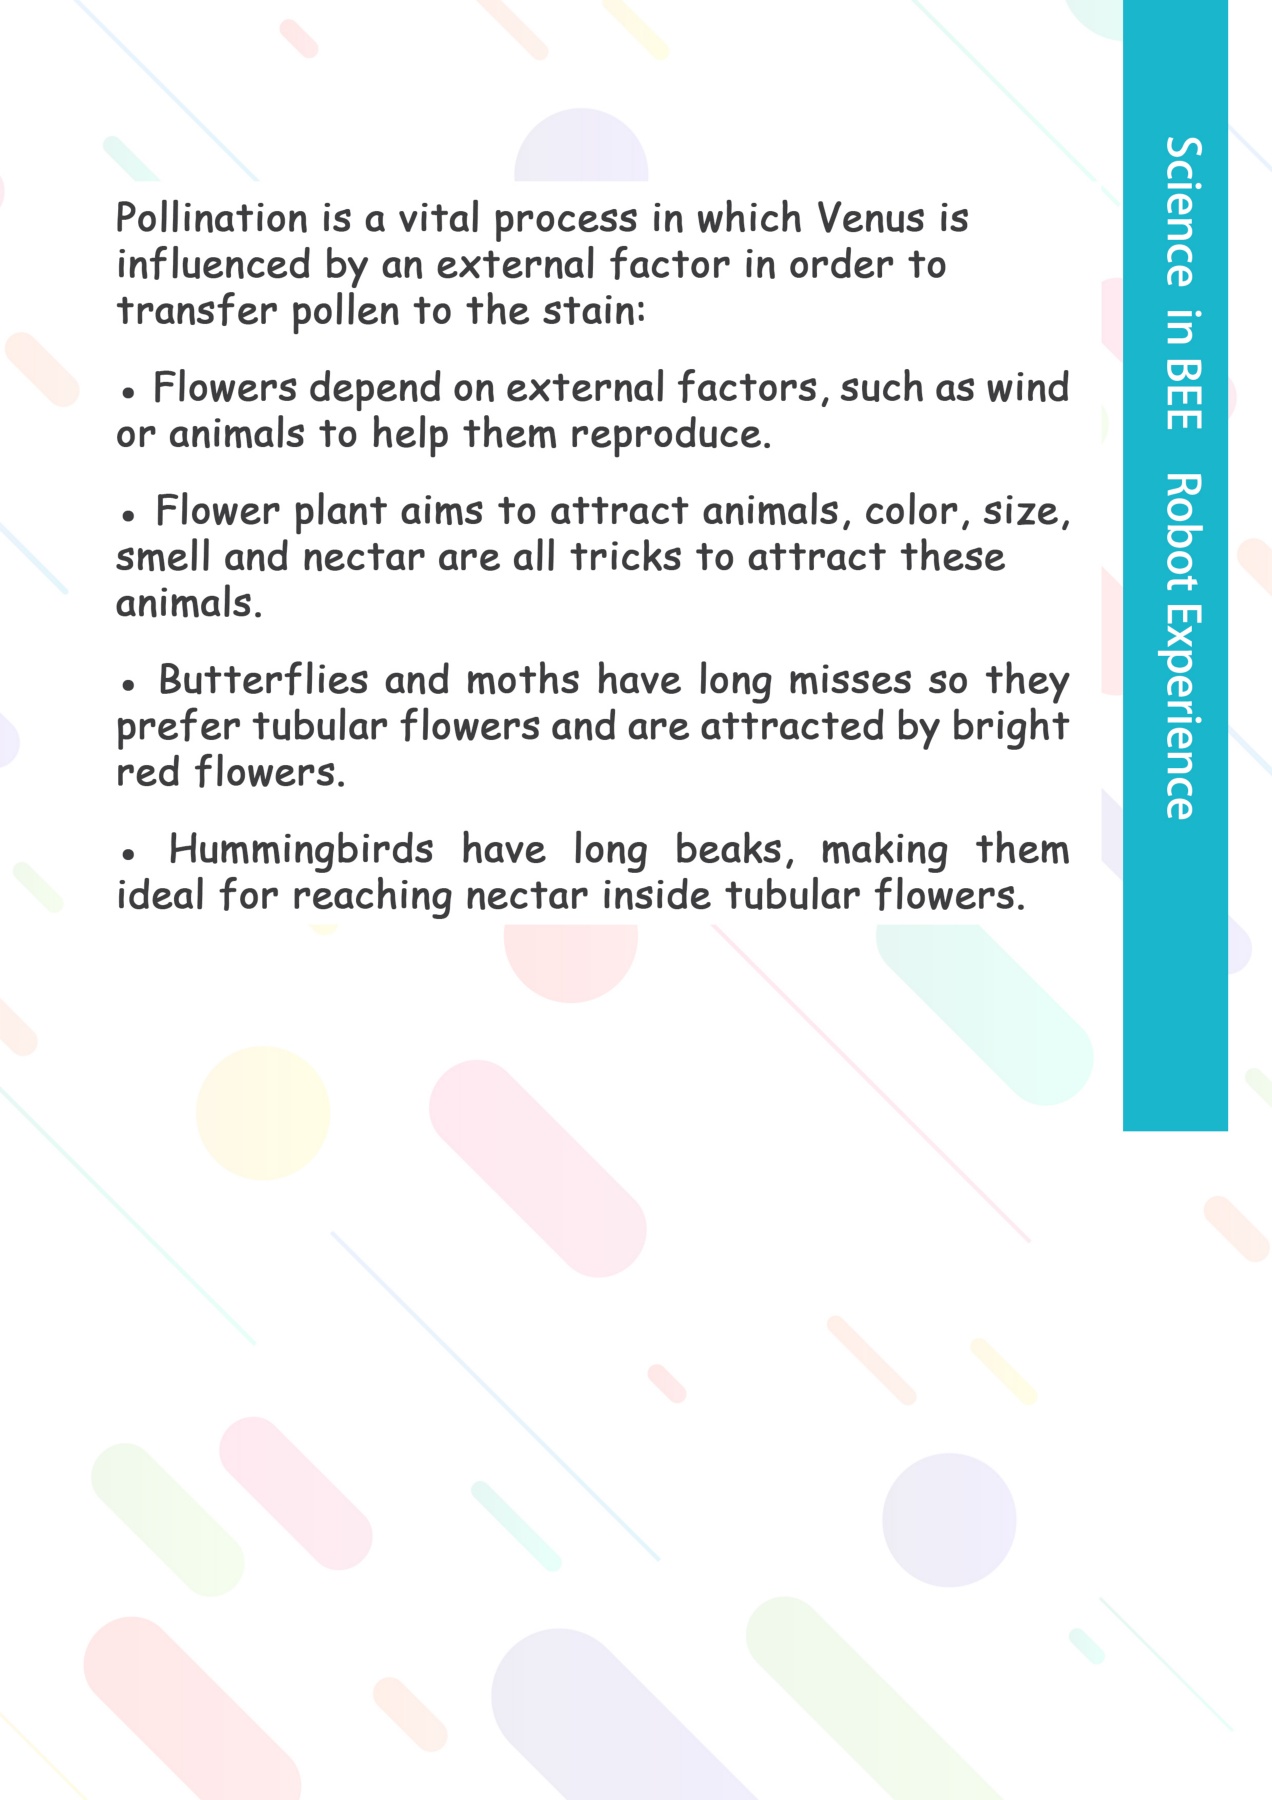 Pollination is a vital process in which Venus is
influenced by an external factor in order to
transfer pollen to the stain:
• Flowers depend on external factors, such as wind
or animals to help them reproduce.
• Flower plant aims to attract animals, color, size,
smell and nectar are all tricks to attract these
animals.
• Butterflies and moths have long misses so they
prefer tubular flowers and are attracted by bright
red flowers.
• Hummingbirds have long beaks, making them
ideal for reaching nectar inside tubular flowers.
Science in BEE Robot Experience